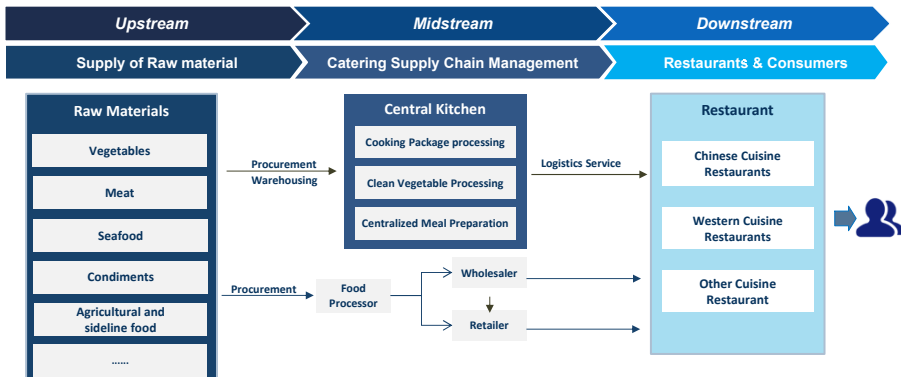 Upstream
Midstream
Downstream
Supply of Raw material
Catering Supply Chain Management
Restaurants & Consumers
Raw Materials
Vegetables
Meat
Seafood
Condiments
Agricultural and
sideline food
......
Procurement
Warehousing
Procurement
Central Kitchen
Cooking Package processing
Clean Vegetable Processing
Centralized Meal Preparation
Food
Processor
Wholesaler
Retailer
Logistics Service
Restaurant
Chinese Cuisine
Restaurants
Western Cuisine
Restaurants
Other Cuisine
Restaurant